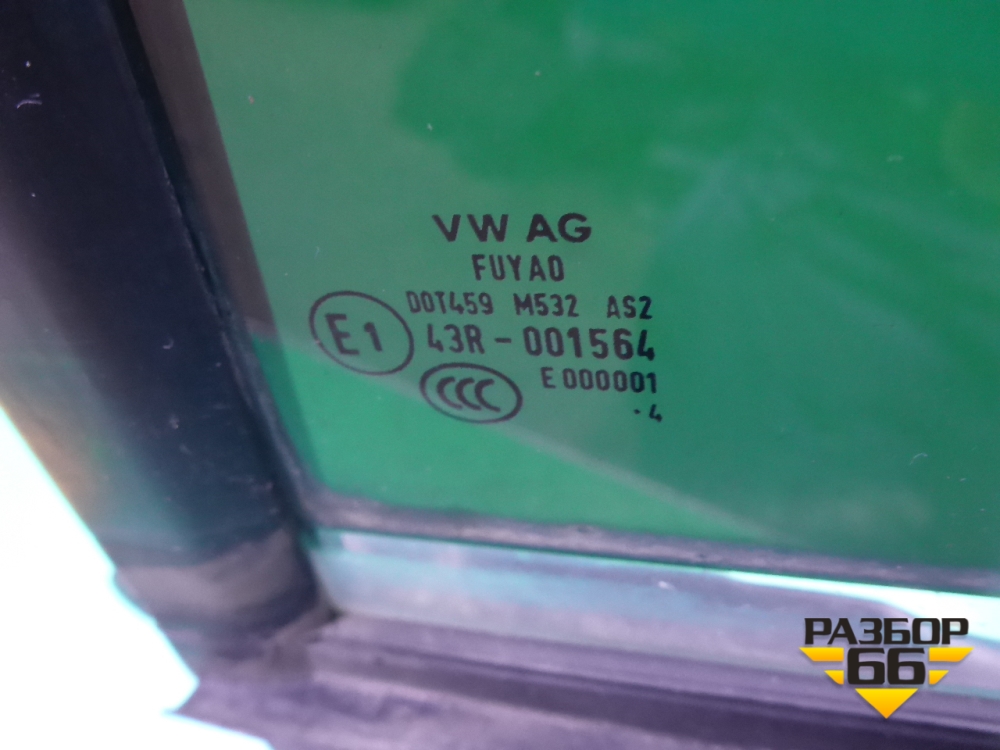 VW AG
FUYAO
DOT459 M532 AS2
E1 43R-001564
CCC E000001
.4
РАЗБОР
66